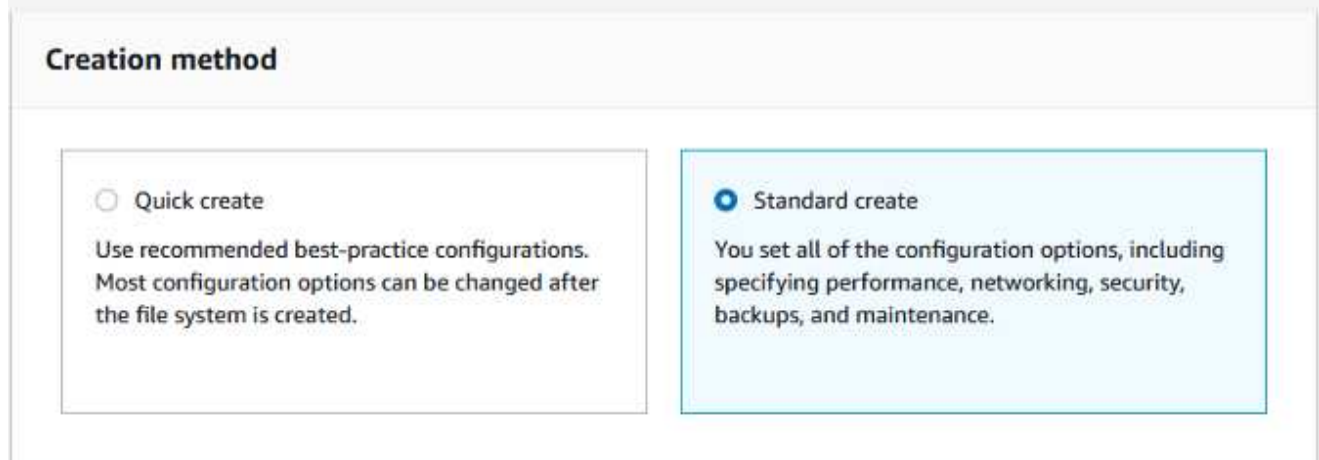 Creation method
Quick create
Use recommended best-practice configurations.
Most configuration options can be changed after
the file system is created.
Standard create
You set all of the configuration options, including
specifying performance, networking, security,
backups, and maintenance.